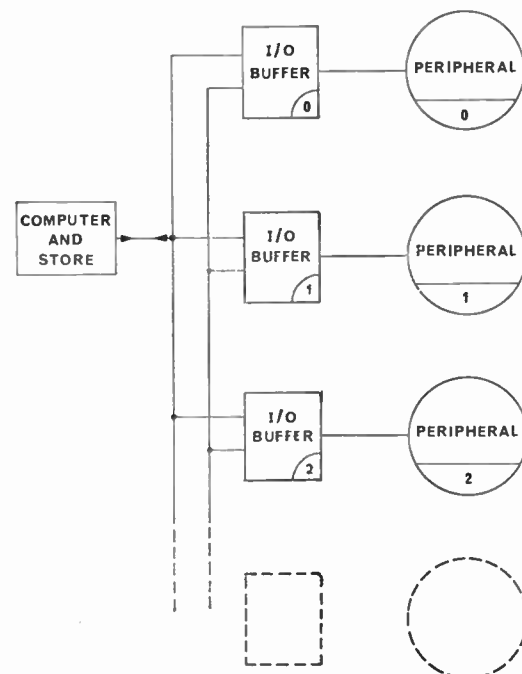 I/O
BUFFER
0
PERIPHERAL
0
COMPUTER
AND
STORE
I/O
BUFFER
1
PERIPHERAL
1
I/O
BUFFER
2
PERIPHERAL
2